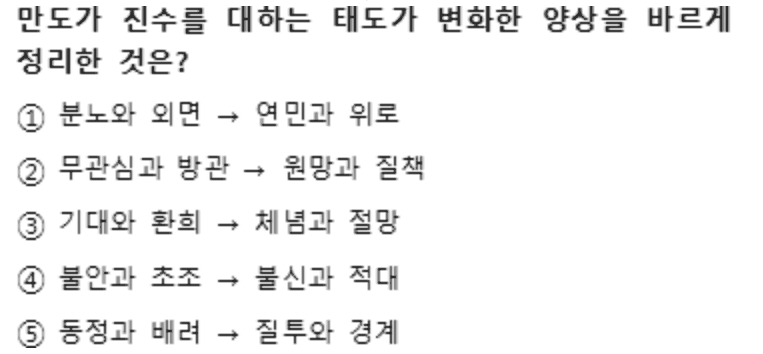 만도가 진수를 대하는 태도가 변화한 양상을 바르게
정리한 것은?
① 분노와 외면 → 연민과 위로
② 무관심과 방관 → 원망과 질책
③ 기대와 환희 → 체념과 절망
④ 불안과 초조 → 불신과 적대
⑤ 동정과 배려 → 질투와 경계